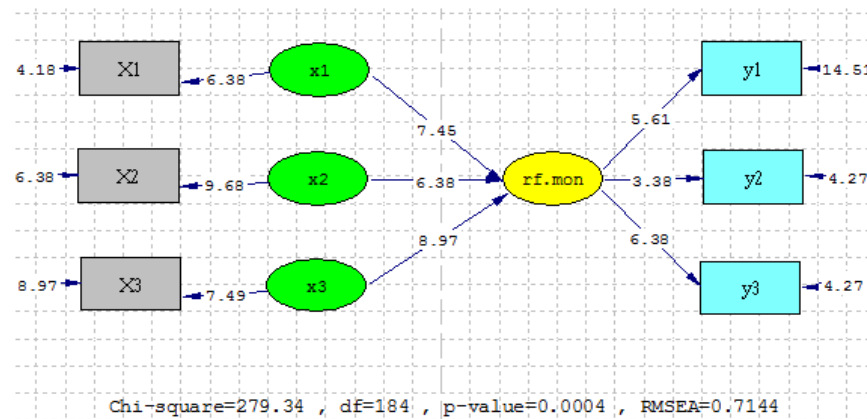 4.18 X1 6.38 x1 7.45 5.61 y1 14.51
6.38 X2 9.68 x2 6.38 rf.mon 3.38 y2 4.27
8.97 X3 7.49 x3 8.97 6.38 y3 4.27
Chi-square=279.34 , df=184 , p-value=0.0004 , RMSEA=0.7144